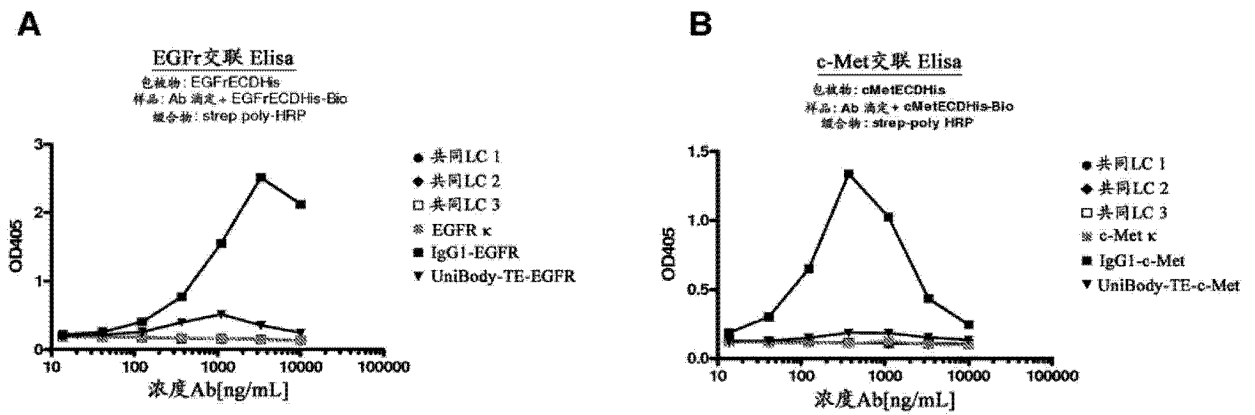 A
EGFr交联 Elisa
包被物: EGFrECDHis
样品: Ab 滴定 + EGFrECDHis-Bio
缀合物: strep poly-HRP
3
2
1
0
OD405
10
100
1000
10000
100000
浓度Ab[ng/mL]
共同LC 1
共同LC 2
共同LC 3
EGFR κ
IgG1-EGFR
UniBody-TE-EGFR
B
c-Met交联 Elisa
包被物: cMetECDHis
样品: Ab 滴定 + cMetECDHis-Bio
缀合物: strep-poly HRP
1.5
1.0
0.5
0.0
OD405
10
100
1000
10000
100000
浓度Ab[ng/mL]
共同LC 1
共同LC 2
共同LC 3
c-Met κ
IgG1-c-Met
UniBody-TE-c-Met